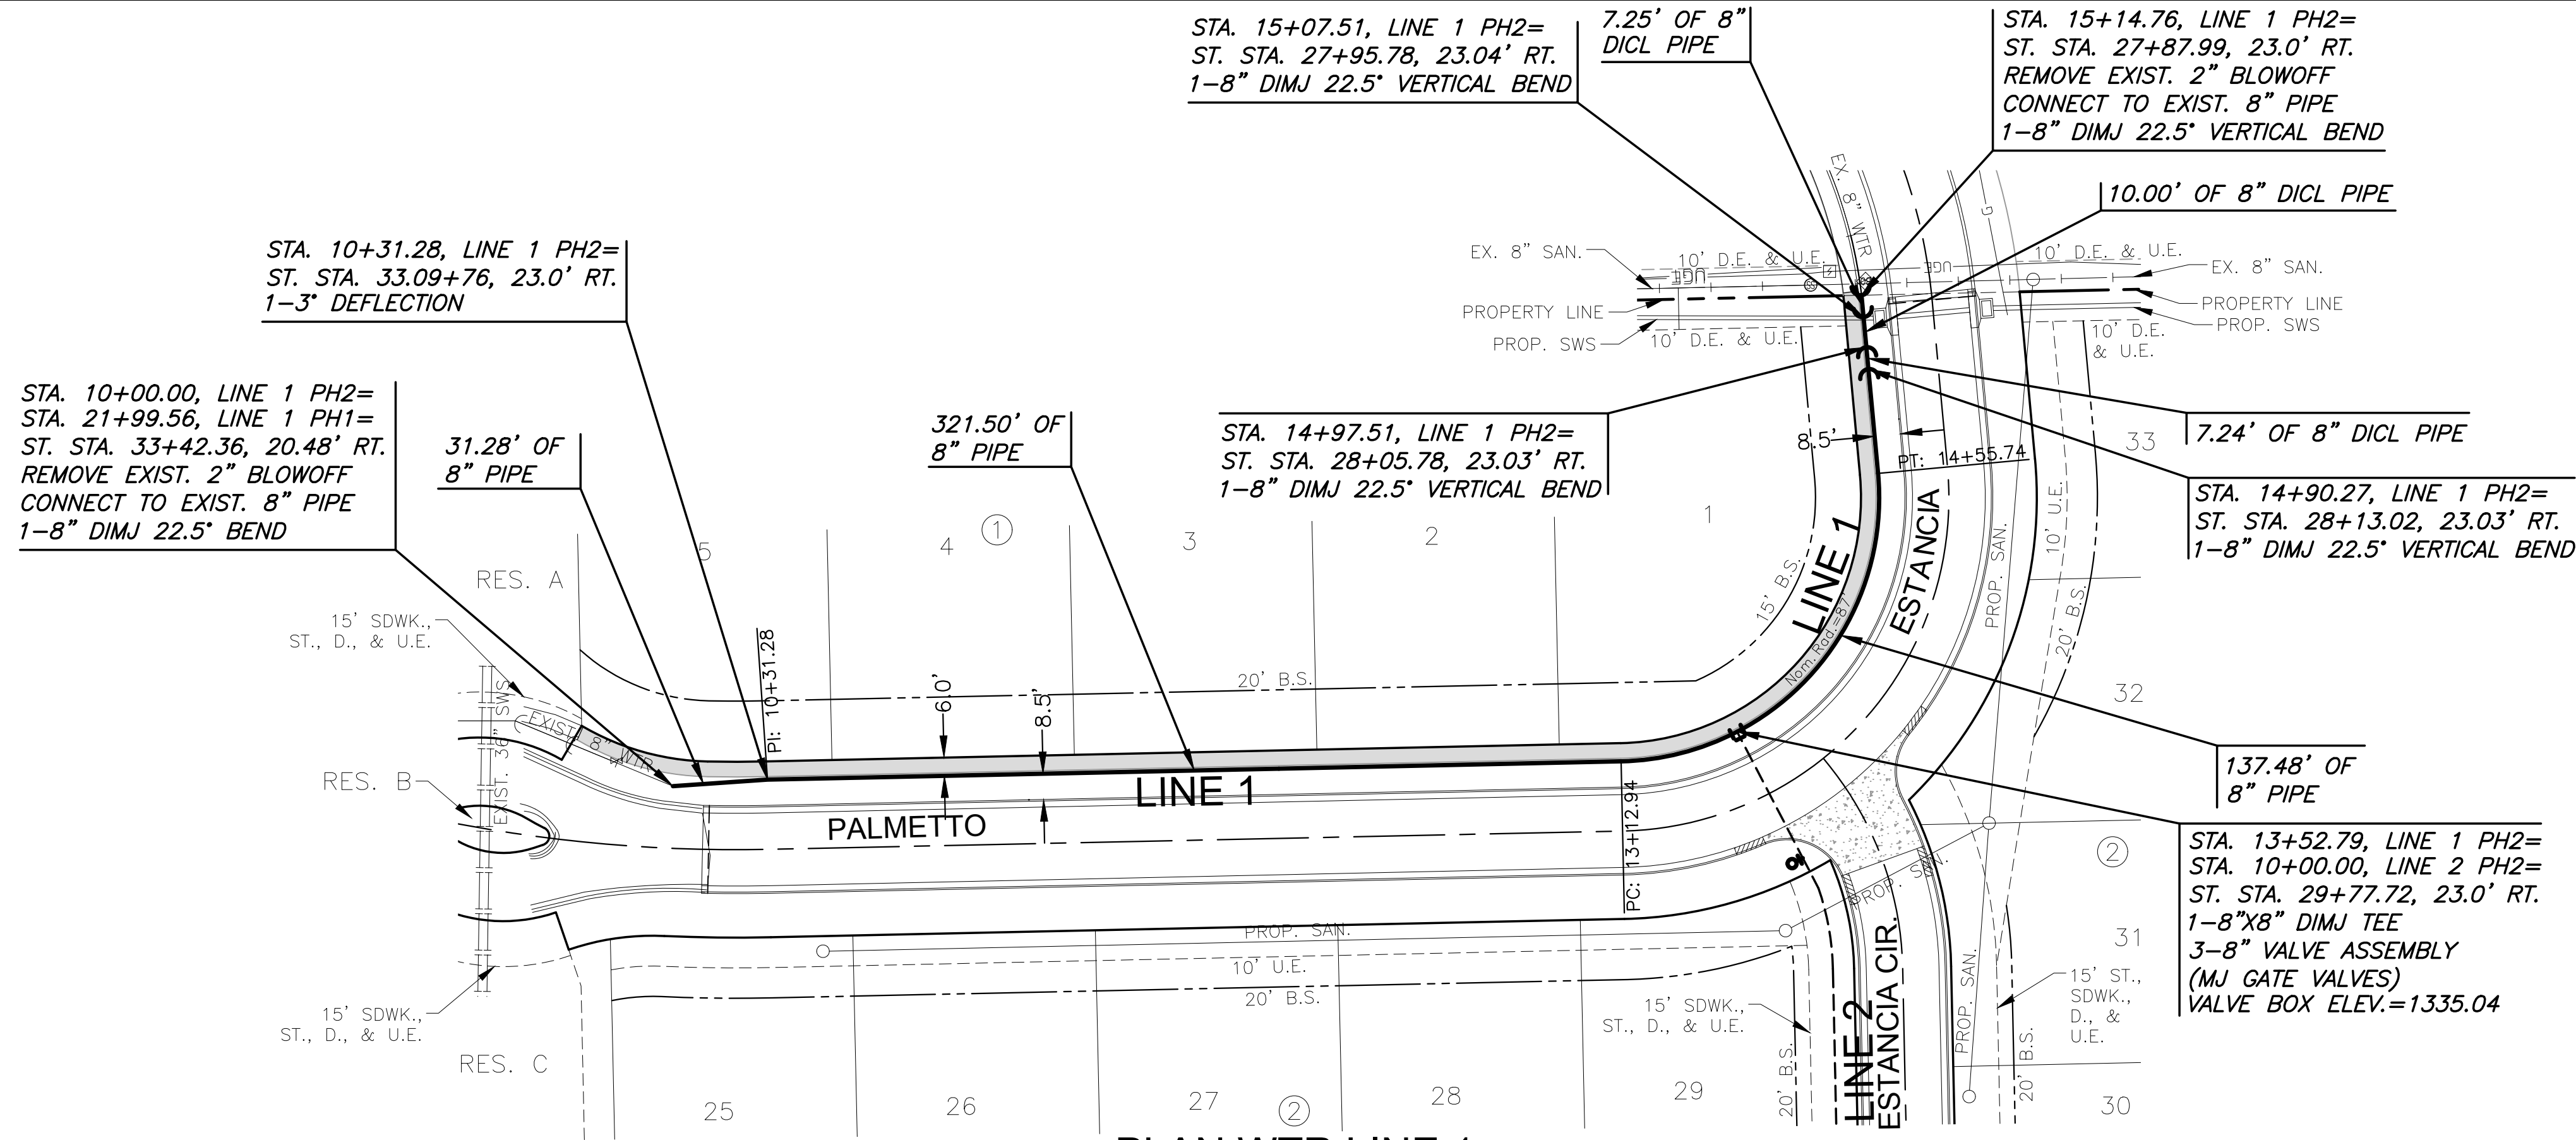 STA. 15+07.51, LINE 1 PH2=
ST. STA. 27+95.78, 23.04' RT.
1-8" DIMJ 22.5° VERTICAL BEND
7.25' OF 8"
DICL PIPE
STA. 15+14.76, LINE 1 PH2=
ST. STA. 27+87.99, 23.0' RT.
REMOVE EXIST. 2" BLOWOFF
CONNECT TO EXIST. 8" PIPE
1-8" DIMJ 22.5° VERTICAL BEND
10.00' OF 8" DICL PIPE
STA. 10+31.28, LINE 1 PH2=
ST. STA. 33.09+76, 23.0' RT.
1-3° DEFLECTION
EX. 8" WTR
G
EX. 8" SAN.
10' D.E. & U.E.
UGE
UGE
10' D.E. & U.E.
EX. 8" SAN.
PROPERTY LINE
PROPERTY LINE
PROP. SWS
PROP. SWS
10' D.E. & U.E.
10' D.E.
& U.E.
STA. 10+00.00, LINE 1 PH2=
STA. 21+99.56, LINE 1 PH1=
ST. STA. 33+42.36, 20.48' RT.
REMOVE EXIST. 2" BLOWOFF
CONNECT TO EXIST. 8" PIPE
1-8" DIMJ 22.5° BEND
31.28' OF
8" PIPE
321.50' OF
8" PIPE
STA. 14+97.51, LINE 1 PH2=
ST. STA. 28+05.78, 23.03' RT.
1-8" DIMJ 22.5° VERTICAL BEND
8.5'
PT: 14+55.74
33
7.24' OF 8" DICL PIPE
STA. 14+90.27, LINE 1 PH2=
ST. STA. 28+13.02, 23.03' RT.
1-8" DIMJ 22.5° VERTICAL BEND
5
4
1
3
2
1
RES. A
15' SDWK.,
ST., D., & U.E.
LINE 1
ESTANCIA
15' B.S.
Nom. Rad.=87'
PROP. SAN.
10' U.E.
20' B.S.
32
20' B.S.
PI: 10+31.28
6.0'
8.5'
EXIST. 8" WTR
EXIST. 36" SWS
RES. B
LINE 1
PALMETTO
PC: 13+12.94
137.48' OF
8" PIPE
STA. 13+52.79, LINE 1 PH2=
STA. 10+00.00, LINE 2 PH2=
ST. STA. 29+77.72, 23.0' RT.
1-8"X8" DIMJ TEE
3-8" VALVE ASSEMBLY
(MJ GATE VALVES)
VALVE BOX ELEV.=1335.04
2
31
PROP.
PROP. SAN.
10' U.E.
20' B.S.
15' SDWK.,
ST., D., & U.E.
RES. C
15' SDWK.,
ST., D., & U.E.
20' B.S.
LINE 2
ESTANCIA CIR.
PROP. SAN.
15' ST.,
SDWK.,
D., &
U.E.
20' B.S.
25
26
27
2
28
29
30
PLAN WTR LINE 1